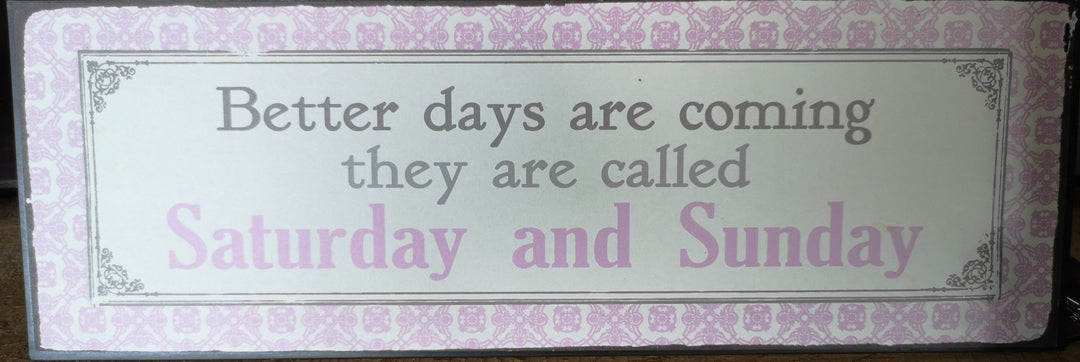 Better days are coming
they are called
Saturday and Sunday